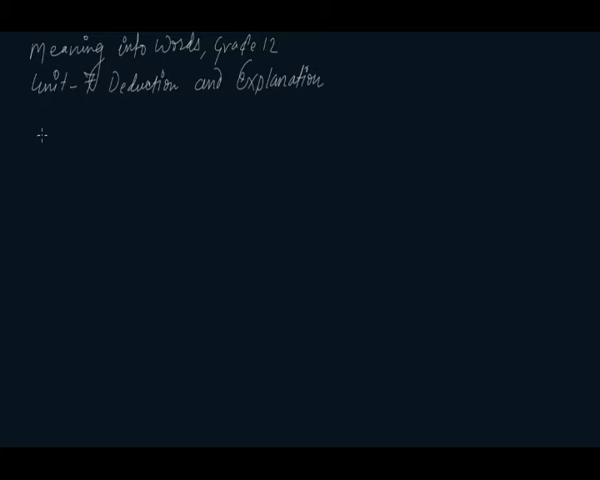 Meaning into Words, Grade 12
Unit-7 Deduction and Explanation